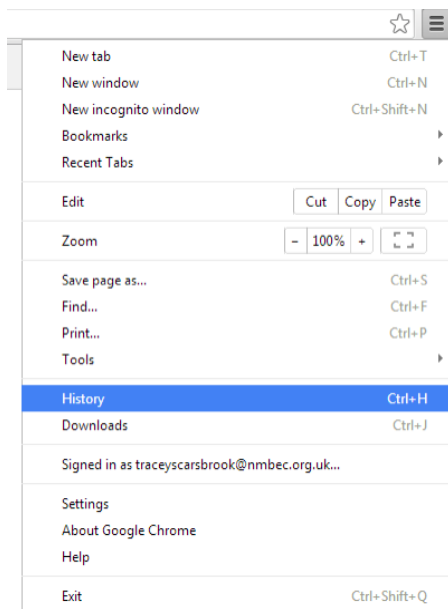 New tab Ctrl+T
New window Ctrl+N
New incognito window Ctrl+Shift+N
Bookmarks
Recent Tabs
Edit Cut Copy Paste
Zoom - 100% +
Save page as... Ctrl+S
Find... Ctrl+F
Print... Ctrl+P
Tools
History Ctrl+H
Downloads Ctrl+J
Signed in as traceyscarsbrook@nmbec.org.uk...
Settings
About Google Chrome
Help
Exit Ctrl+Shift+Q